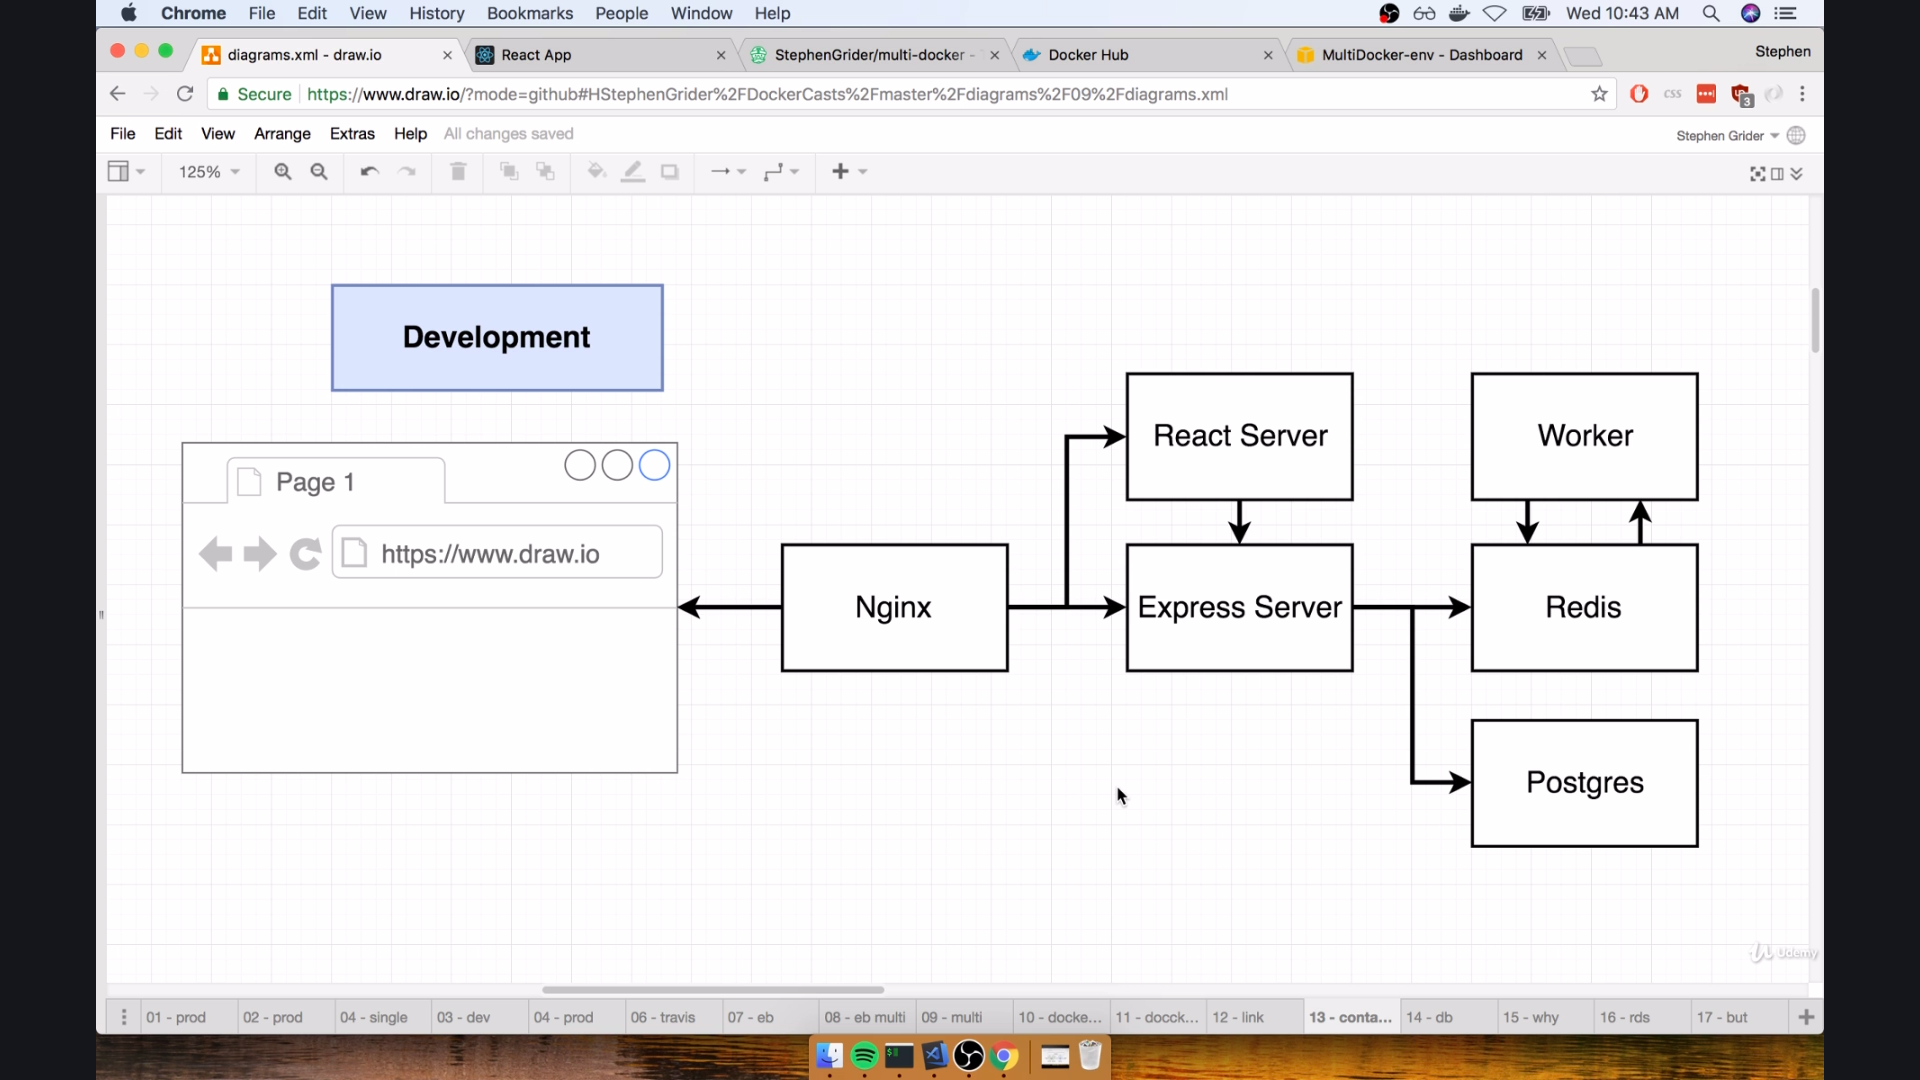 Chrome File Edit View History Bookmarks People Window Help Wed 10:43 AM
diagrams.xml - draw.io React App StephenGrider/multi-docker - Docker Hub MultiDocker-env - Dashboard Stephen
Secure https://www.draw.io/?mode=github#HStephenGrider%2FDockerCasts%2Fmaster%2Fdiagrams%2F09%2Fdiagrams.xml css 3
File Edit View Arrange Extras Help All changes saved Stephen Grider
125%
Development
Page 1
https://www.draw.io
Nginx
React Server
Express Server
Worker
Redis
Postgres
Udemy
01 - prod 02 - prod 04 - single 03 - dev 04 - prod 06 - travis 07 - eb 08 - eb multi 09 - multi 10 - docke... 11 - docck... 12 - link 13 - conta... 14 - db 15 - why 16 - rds 17 - but